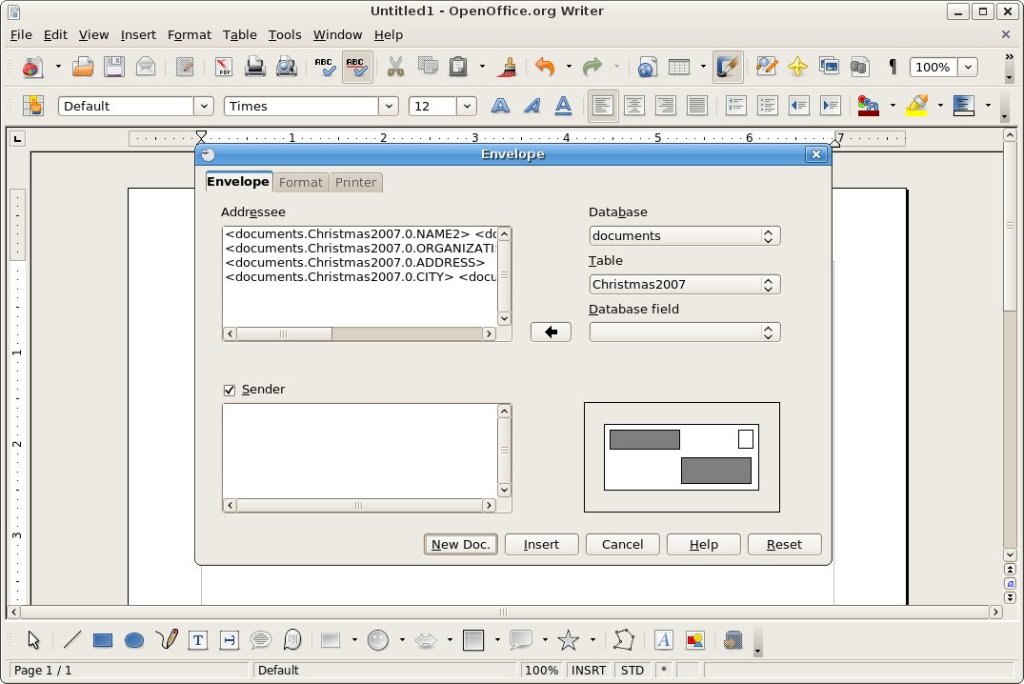 Untitled1 - OpenOffice.org Writer
File Edit View Insert Format Table Tools Window Help
PDF ABC ABC 100%
Default Times 12
1 2 3 4 5 6 7
Envelope
Envelope Format Printer
Addressee
<documents.Christmas2007.0.NAME2> <do
<documents.Christmas2007.0.ORGANIZATI
<documents.Christmas2007.0.ADDRESS>
<documents.Christmas2007.0.CITY> <docu
Database
documents
Table
Christmas2007
Database field
Sender
New Doc. Insert Cancel Help Reset
1
2
3
T T A
Page 1 / 1 Default 100% INSRT STD *